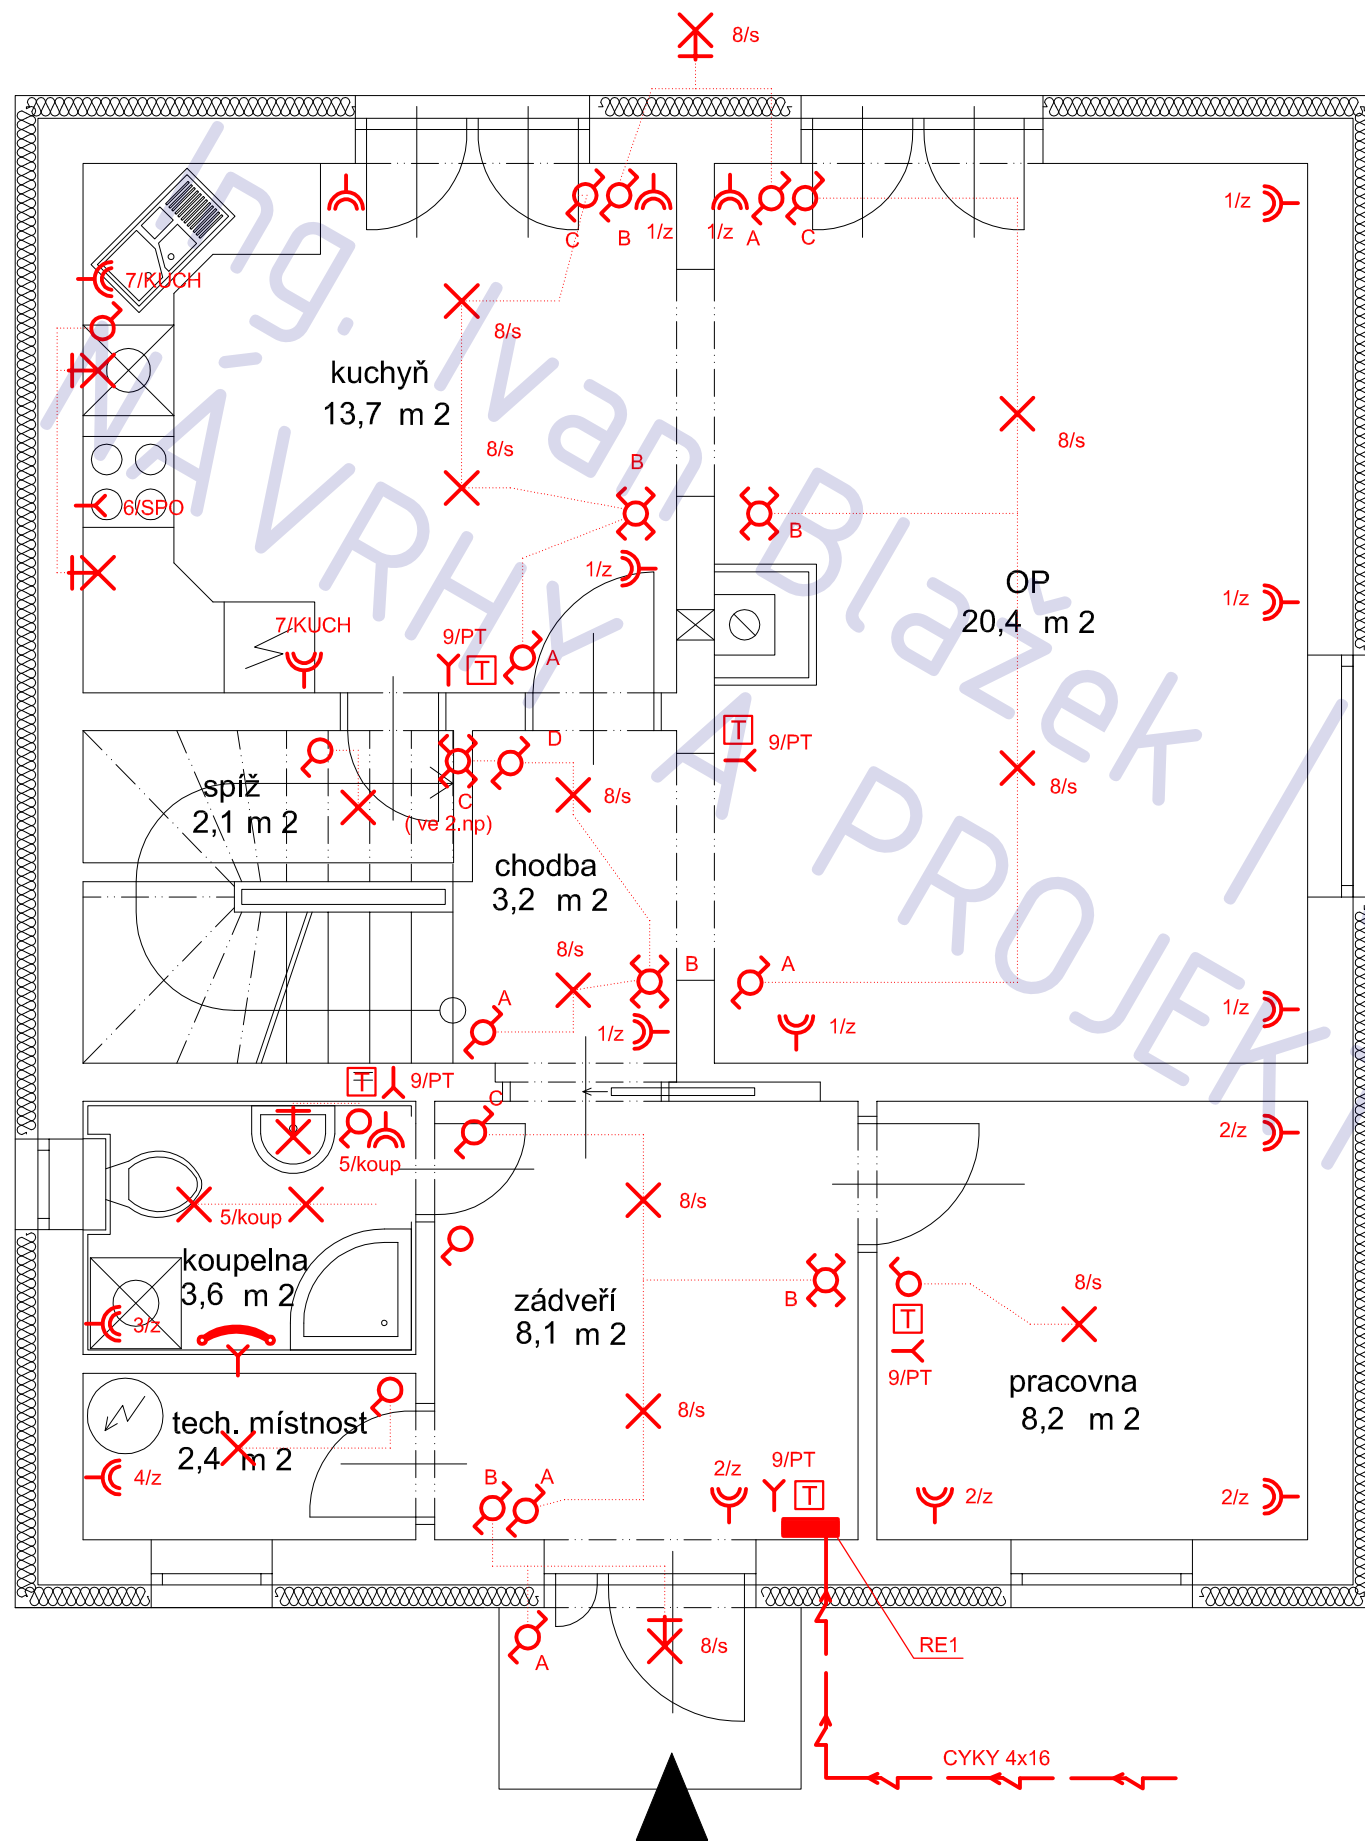 8/s
Ing. Ivan Blažek /
NÁVRHY A PROJEKT
1/z
C
B
1/z
1/z
A
C
7/KUCH
8/s
kuchyň
13,7 m 2
8/s
8/s
B
6/SPO
B
1/z
OP
20,4 m 2
1/z
7/KUCH
9/PT
T
A
T
9/PT
D
8/s
spíž
2,1 m 2
C
( ve 2.np)
8/s
chodba
3,2 m 2
8/s
B
A
A
1/z
1/z
1/z
T
9/PT
C
5/koup
2/z
5/koup
8/s
koupelna
3,6 m 2
3/z
zádveří
8,1 m 2
B
8/s
T
9/PT
pracovna
8,2 m 2
8/s
tech. místnost
2,4 m 2
4/z
B
A
2/z
9/PT
T
2/z
2/z
A
8/s
RE1
CYKY 4x16